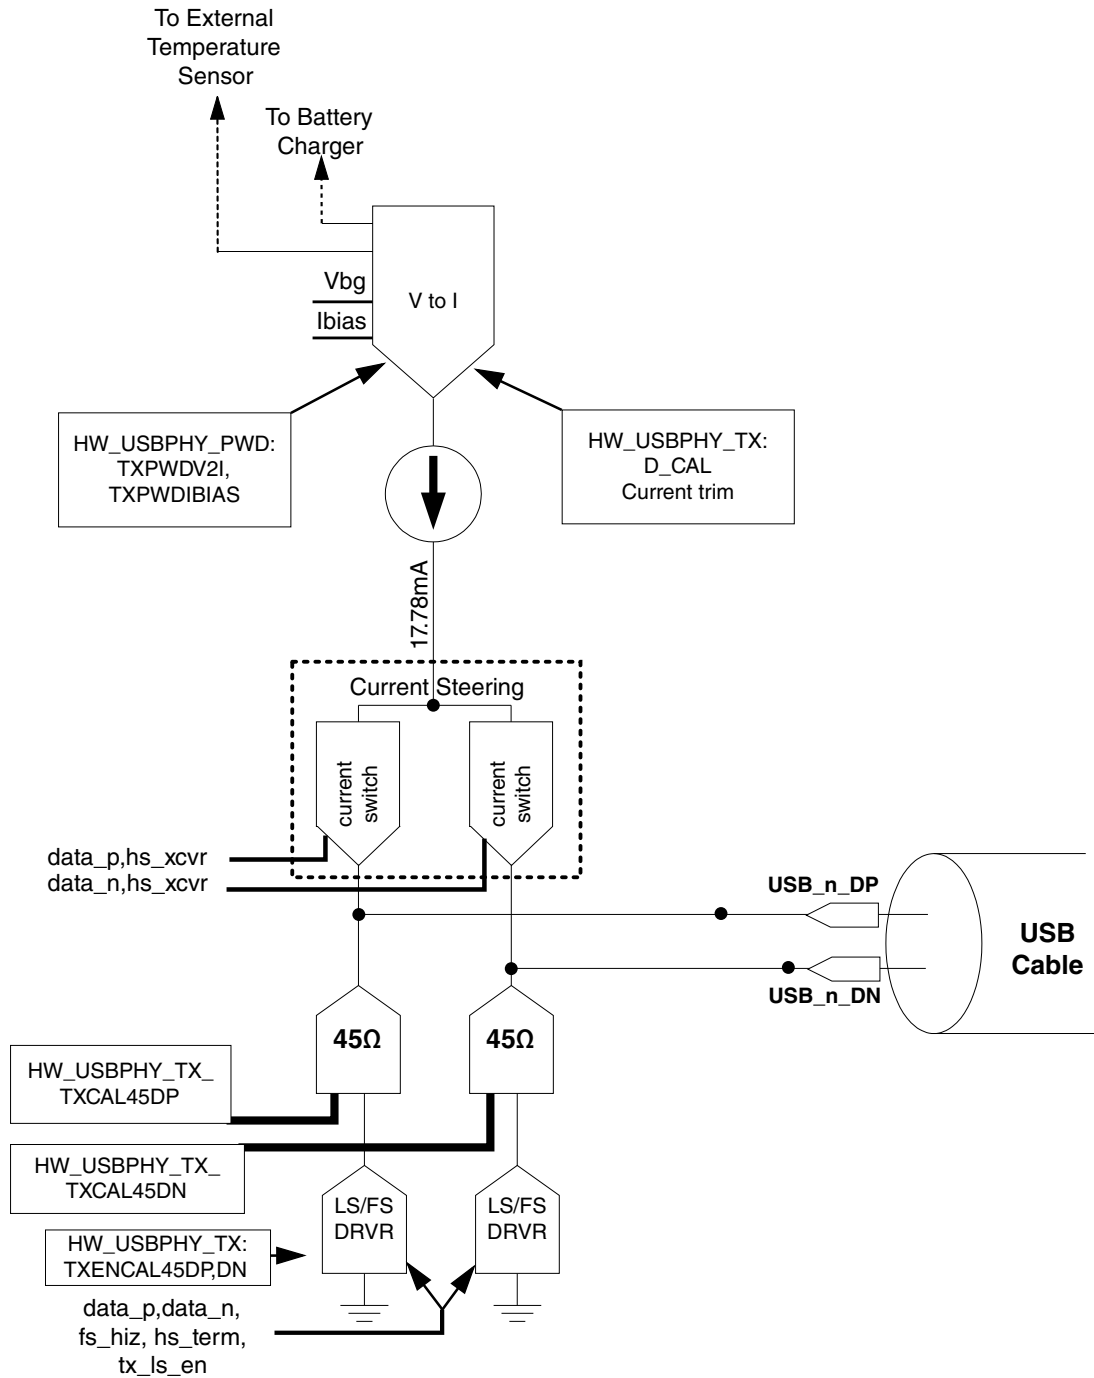 To External
Temperature
Sensor
To Battery
Charger
Vbg
Ibias
V to I
HW_USBPHY_PWD:
TXPWDV2I,
TXPWDIBIAS
HW_USBPHY_TX:
D_CAL
Current trim
17.78mA
Current Steering
current
switch
current
switch
data_p,hs_xcvr
data_n,hs_xcvr
USB_n_DP
USB_n_DN
USB
Cable
45Ω
45Ω
HW_USBPHY_TX_
TXCAL45DP
HW_USBPHY_TX_
TXCAL45DN
LS/FS
DRVR
LS/FS
DRVR
HW_USBPHY_TX:
TXENCAL45DP,DN
data_p,data_n,
fs_hiz, hs_term,
tx_ls_en